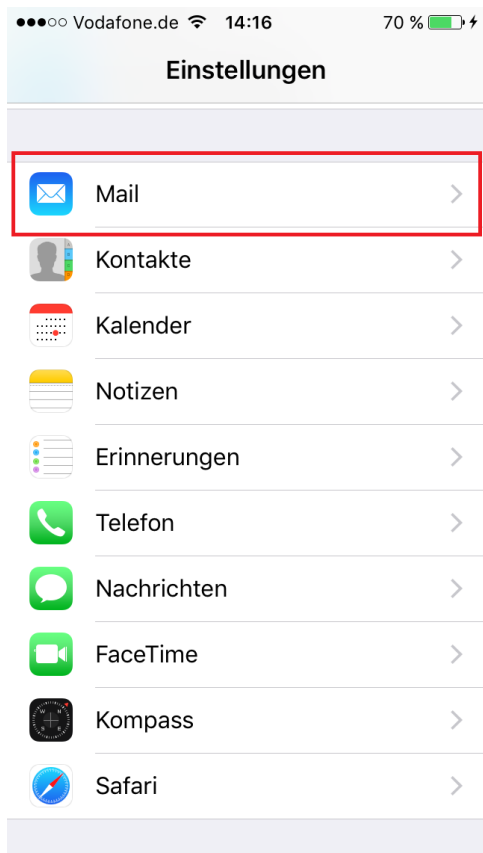 Vodafone.de 14:16 70 %
Einstellungen
Mail
Kontakte
Kalender
Notizen
Erinnerungen
Telefon
Nachrichten
FaceTime
Kompass
Safari